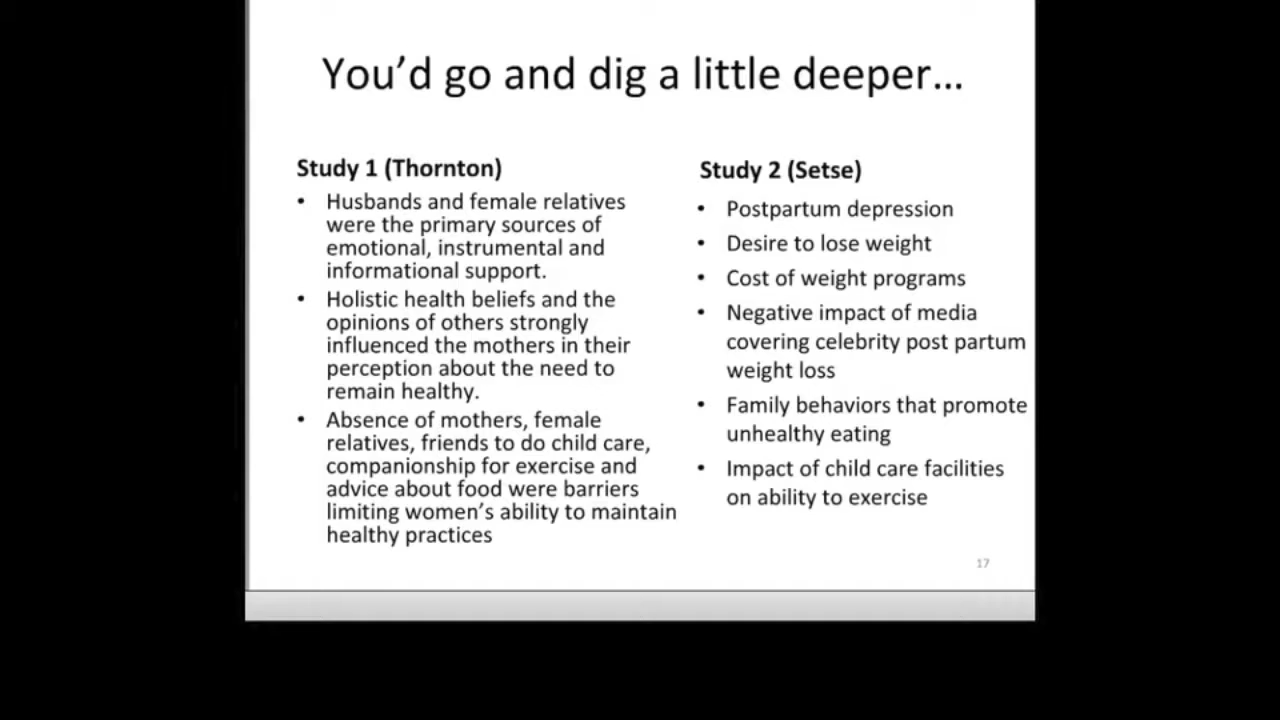 You’d go and dig a little deeper...
Study 1 (Thornton)
• Husbands and female relatives
were the primary sources of
emotional, instrumental and
informational support.
• Holistic health beliefs and the
opinions of others strongly
influenced the mothers in their
perception about the need to
remain healthy.
• Absence of mothers, female
relatives, friends to do child care,
companionship for exercise and
advice about food were barriers
limiting women’s ability to maintain
healthy practices
Study 2 (Setse)
• Postpartum depression
• Desire to lose weight
• Cost of weight programs
• Negative impact of media
covering celebrity post partum
weight loss
• Family behaviors that promote
unhealthy eating
• Impact of child care facilities
on ability to exercise
17